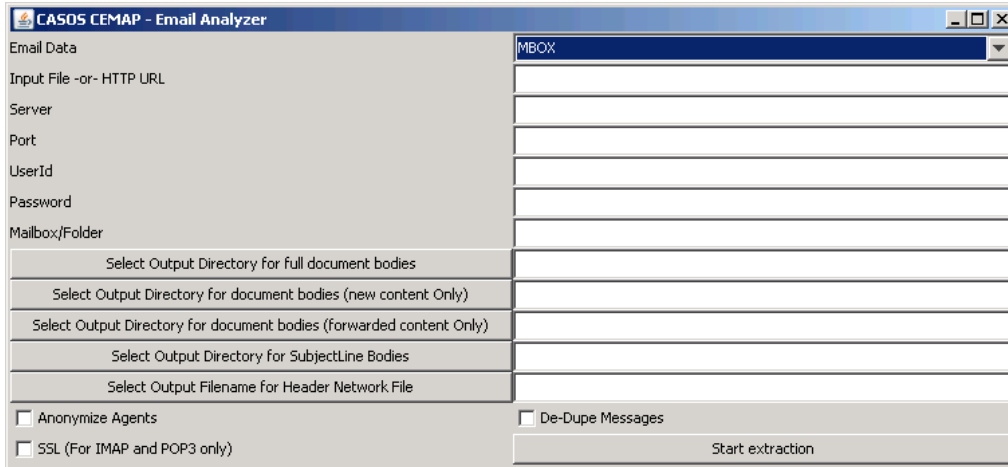 CASOS CEMAP - Email Analyzer
Email Data MBOX
Input File -or- HTTP URL
Server
Port
UserId
Password
Mailbox/Folder
Select Output Directory for full document bodies
Select Output Directory for document bodies (new content Only)
Select Output Directory for document bodies (forwarded content Only)
Select Output Directory for SubjectLine Bodies
Select Output Filename for Header Network File
Anonymize Agents De-Dupe Messages
SSL (For IMAP and POP3 only) Start extraction